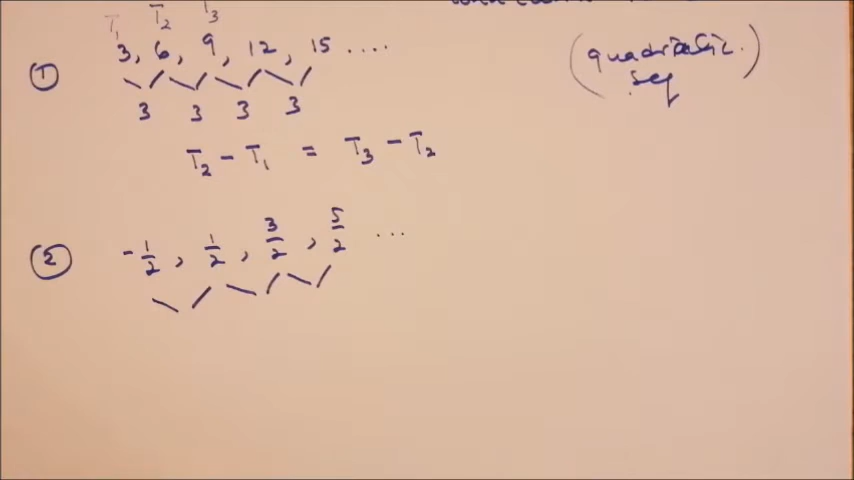 T₁ T₂ T₃
① 3, 6, 9, 12, 15 ....
3 3 3 3
T₂ - T₁ = T₃ - T₂
② -1/2, 1/2, 3/2, 5/2 ...
(quadratic.
seq)